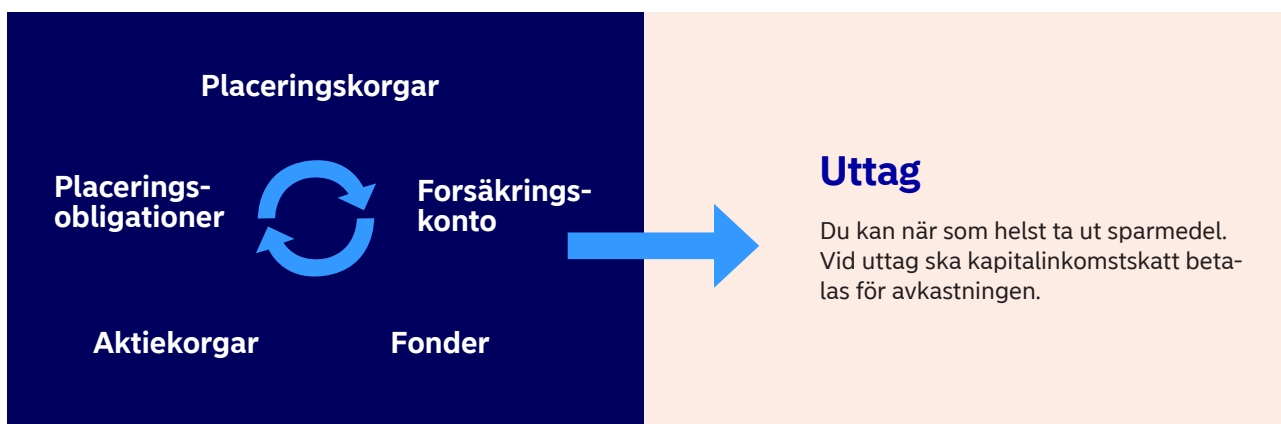 Placeringskorgar
Placerings-
obligationer
Forsäkrings-
konto
Aktiekorgar
Fonder
Uttag
Du kan när som helst ta ut sparmedel.
Vid uttag ska kapitalinkomstskatt beta-
las för avkastningen.